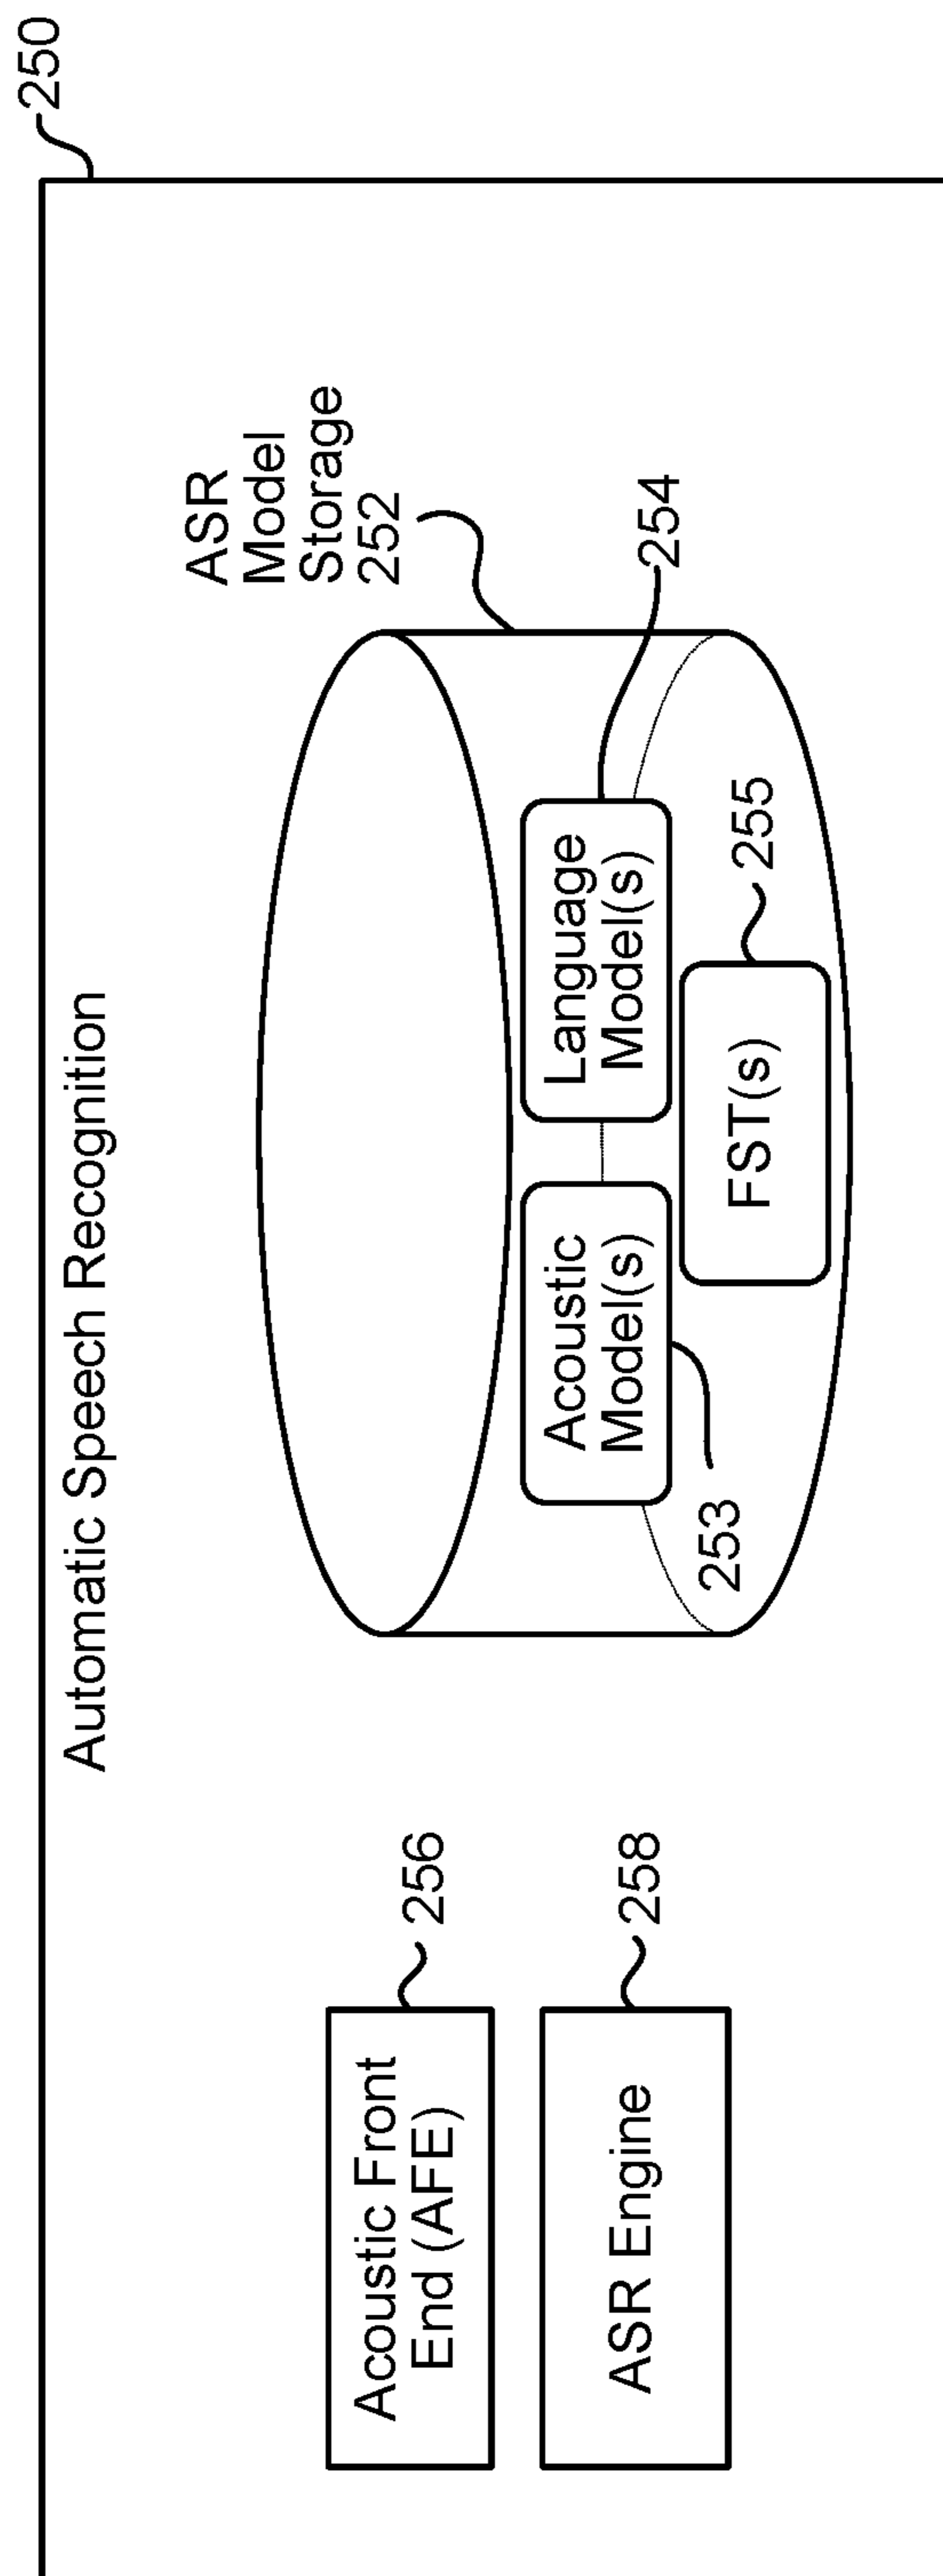 250
Automatic Speech Recognition
ASR
Model
Storage
252
Acoustic Front
End (AFE)
256
ASR Engine
258
Acoustic
Model(s)
253
Language
Model(s)
254
FST(s)
255